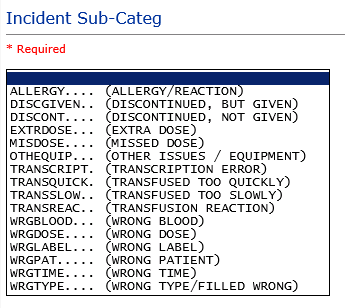 Incident Sub-Categ
* Required
ALLERGY.... (ALLERGY/REACTION)
DISCGIVEN.. (DISCONTINUED, BUT GIVEN)
DISCONT.... (DISCONTINUED, NOT GIVEN)
EXTRDOSE... (EXTRA DOSE)
MISDOSE.... (MISSED DOSE)
OTHEQUIP... (OTHER ISSUES / EQUIPMENT)
TRANSCRIPT. (TRANSCRIPTION ERROR)
TRANSQUICK. (TRANSFUSED TOO QUICKLY)
TRANSSLOW.. (TRANSFUSED TOO SLOWLY)
TRANSREAC.. (TRANSFUSION REACTION)
WRGBLOOD... (WRONG BLOOD)
WRGDOSE.... (WRONG DOSE)
WRGLABEL... (WRONG LABEL)
WRGPAT..... (WRONG PATIENT)
WRGTIME.... (WRONG TIME)
WRGTYPE.... (WRONG TYPE/FILLED WRONG)